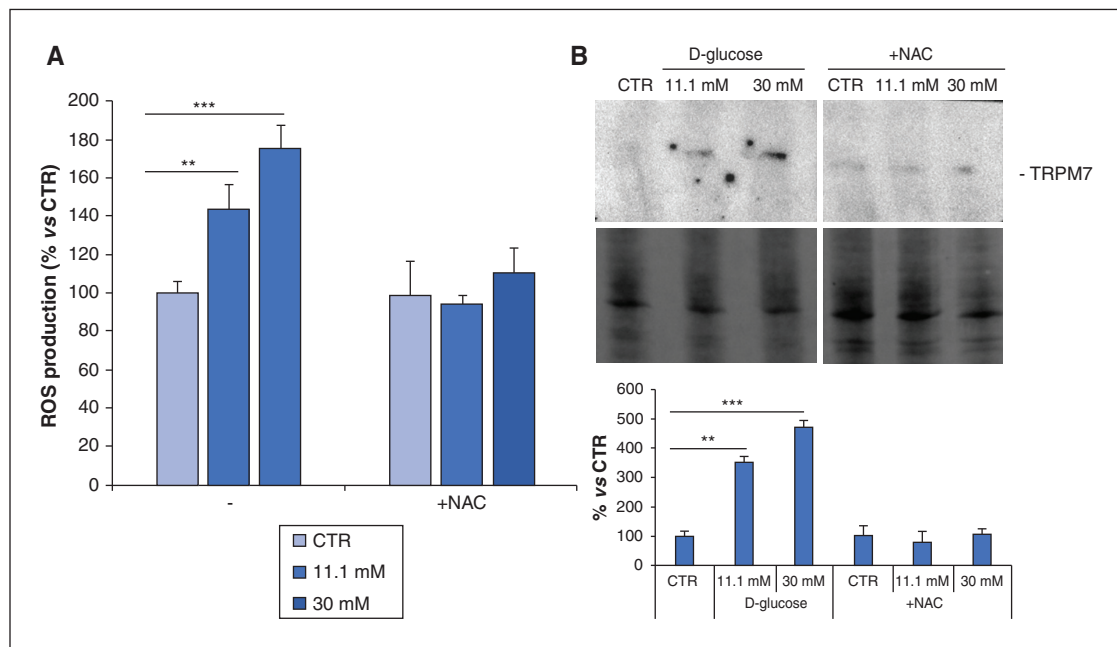 A
ROS production (% vs CTR)
200
180
160
140
120
100
80
60
40
20
0
***
**
-
+NAC
CTR
11.1 mM
30 mM
B
D-glucose
+NAC
CTR 11.1 mM 30 mM
CTR 11.1 mM 30 mM
- TRPM7
% vs CTR
600
500
400
300
200
100
0
***
**
CTR 11.1 mM 30 mM CTR 11.1 mM 30 mM
D-glucose +NAC